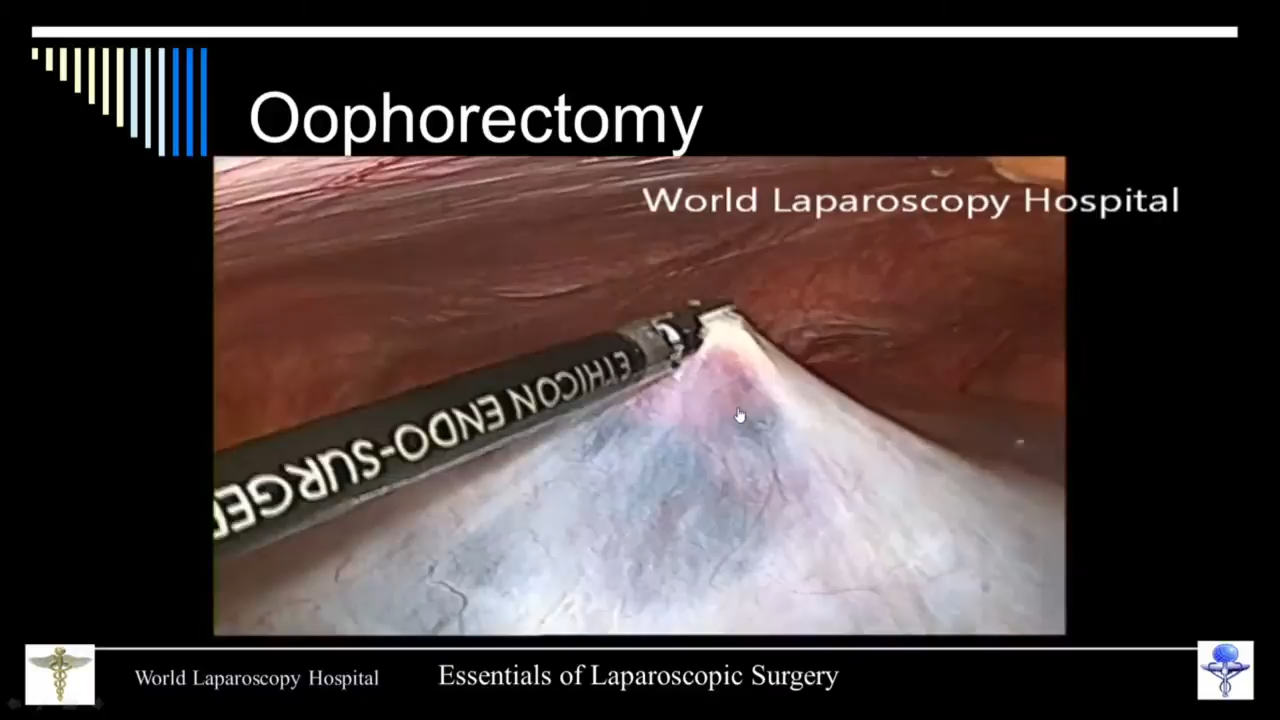 Oophorectomy
World Laparoscopy Hospital
ETHICON ENDO-SURGE
World Laparoscopy Hospital
Essentials of Laparoscopic Surgery